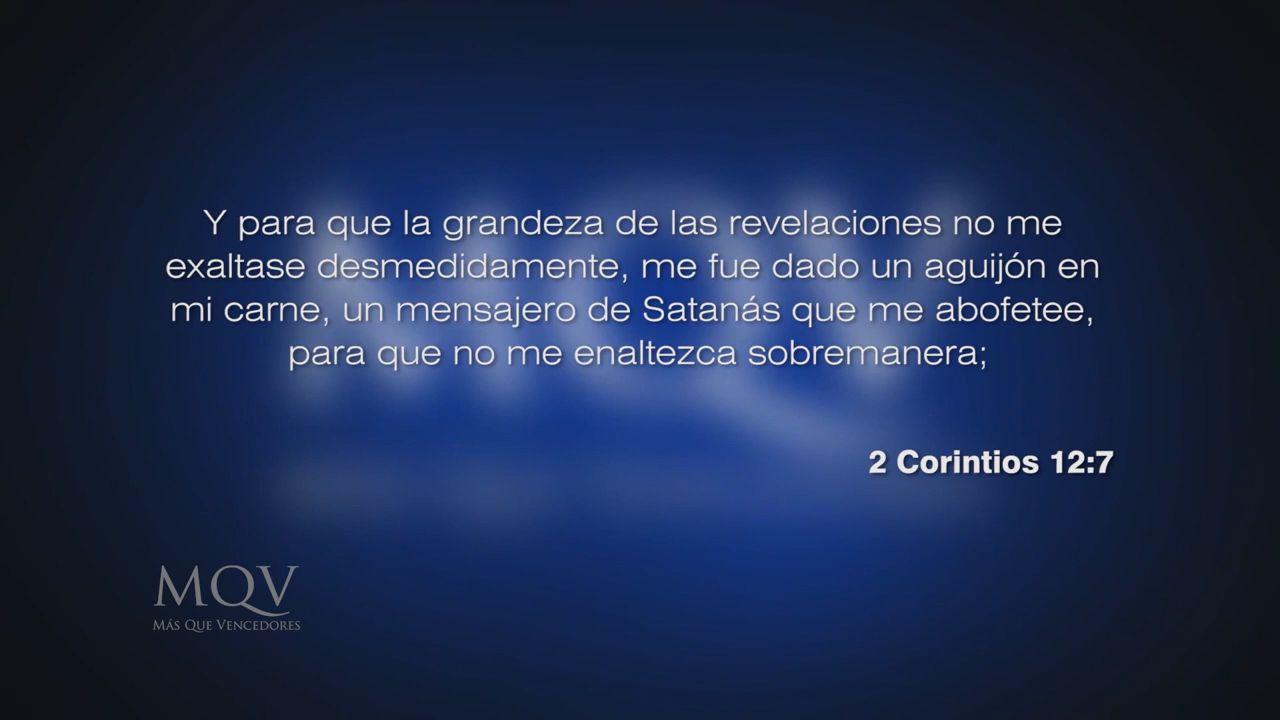 Y para que la grandeza de las revelaciones no me
exaltase desmedidamente, me fue dado un aguijón en
mi carne, un mensajero de Satanás que me abofetee,
para que no me enaltezca sobremanera;
2 Corintios 12:7
MQV
MÁS QUE VENCEDORES